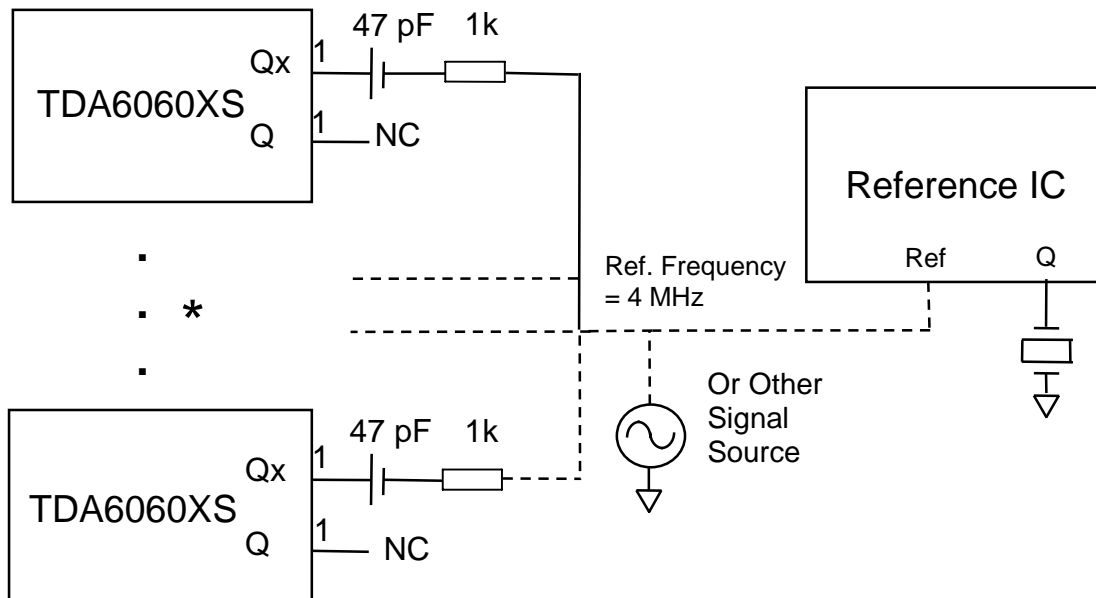 47 pF 1k
Qx 1
TDA6060XS
Q 1 NC
Reference IC
Ref Q
.
. *
.
Ref. Frequency
= 4 MHz
Or Other
Signal
Source
47 pF 1k
Qx 1
TDA6060XS
Q 1 NC